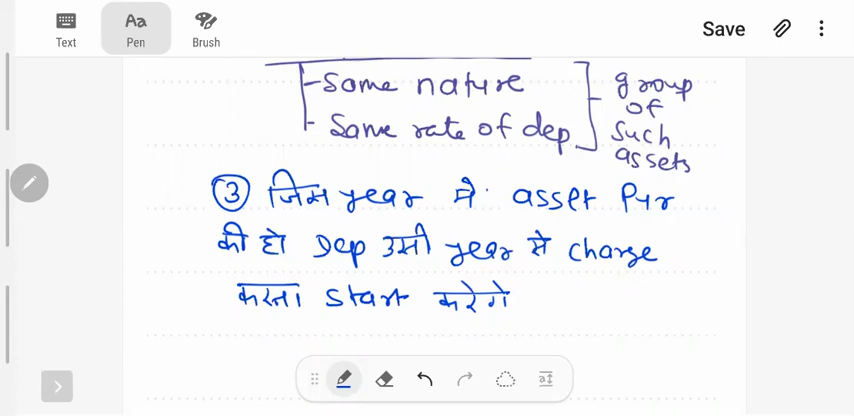 Text
Pen
Brush
Save
- Same nature
- Same rate of dep
group
of
such
assets
③ जिस year मे asset Pur
की हो Dep उसी year से charge
करना start करेगे